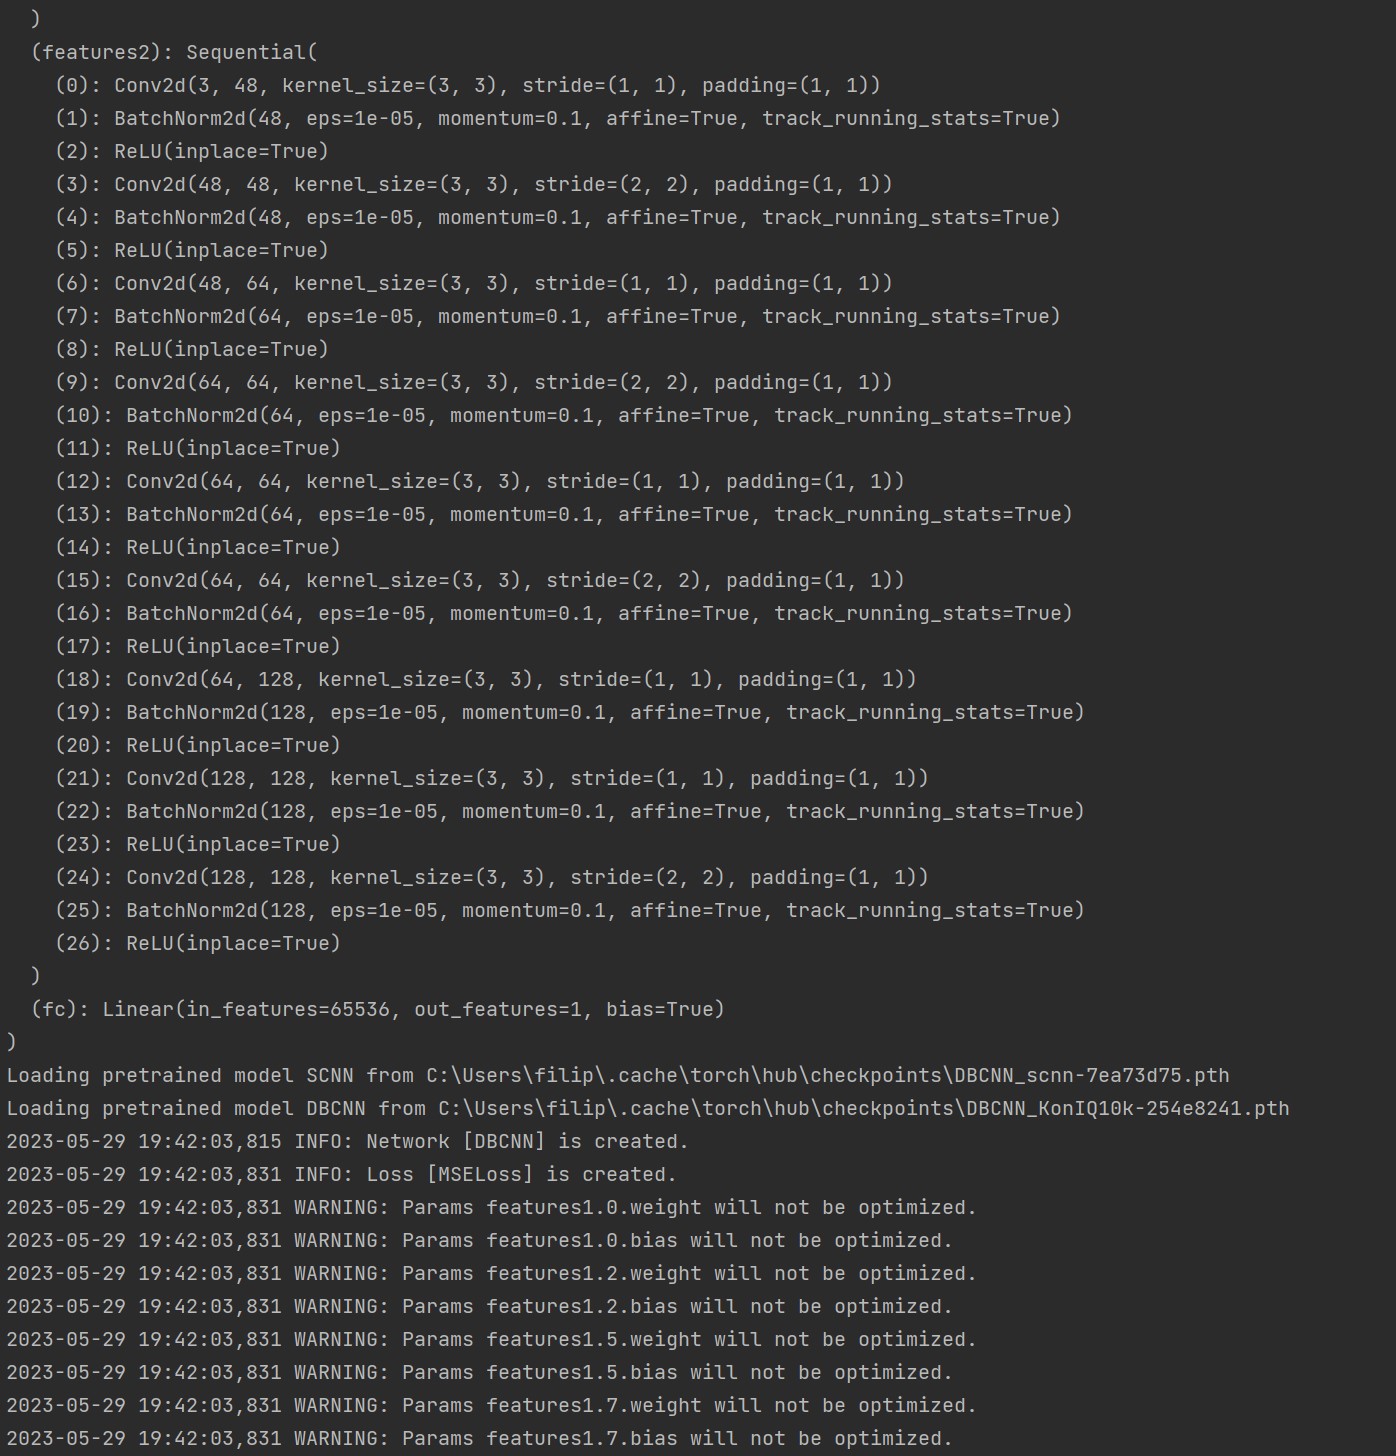 )
(features2): Sequential(
(0): Conv2d(3, 48, kernel_size=(3, 3), stride=(1, 1), padding=(1, 1))
(1): BatchNorm2d(48, eps=1e-05, momentum=0.1, affine=True, track_running_stats=True)
(2): ReLU(inplace=True)
(3): Conv2d(48, 48, kernel_size=(3, 3), stride=(2, 2), padding=(1, 1))
(4): BatchNorm2d(48, eps=1e-05, momentum=0.1, affine=True, track_running_stats=True)
(5): ReLU(inplace=True)
(6): Conv2d(48, 64, kernel_size=(3, 3), stride=(1, 1), padding=(1, 1))
(7): BatchNorm2d(64, eps=1e-05, momentum=0.1, affine=True, track_running_stats=True)
(8): ReLU(inplace=True)
(9): Conv2d(64, 64, kernel_size=(3, 3), stride=(2, 2), padding=(1, 1))
(10): BatchNorm2d(64, eps=1e-05, momentum=0.1, affine=True, track_running_stats=True)
(11): ReLU(inplace=True)
(12): Conv2d(64, 64, kernel_size=(3, 3), stride=(1, 1), padding=(1, 1))
(13): BatchNorm2d(64, eps=1e-05, momentum=0.1, affine=True, track_running_stats=True)
(14): ReLU(inplace=True)
(15): Conv2d(64, 64, kernel_size=(3, 3), stride=(2, 2), padding=(1, 1))
(16): BatchNorm2d(64, eps=1e-05, momentum=0.1, affine=True, track_running_stats=True)
(17): ReLU(inplace=True)
(18): Conv2d(64, 128, kernel_size=(3, 3), stride=(1, 1), padding=(1, 1))
(19): BatchNorm2d(128, eps=1e-05, momentum=0.1, affine=True, track_running_stats=True)
(20): ReLU(inplace=True)
(21): Conv2d(128, 128, kernel_size=(3, 3), stride=(1, 1), padding=(1, 1))
(22): BatchNorm2d(128, eps=1e-05, momentum=0.1, affine=True, track_running_stats=True)
(23): ReLU(inplace=True)
(24): Conv2d(128, 128, kernel_size=(3, 3), stride=(2, 2), padding=(1, 1))
(25): BatchNorm2d(128, eps=1e-05, momentum=0.1, affine=True, track_running_stats=True)
(26): ReLU(inplace=True)
)
(fc): Linear(in_features=65536, out_features=1, bias=True)
)
Loading pretrained model SCNN from C:\Users\filip\.cache\torch\hub\checkpoints\DBCNN_scnn-7ea73d75.pth
Loading pretrained model DBCNN from C:\Users\filip\.cache\torch\hub\checkpoints\DBCNN_KonIQ10k-254e8241.pth
2023-05-29 19:42:03,815 INFO: Network [DBCNN] is created.
2023-05-29 19:42:03,831 INFO: Loss [MSELoss] is created.
2023-05-29 19:42:03,831 WARNING: Params features1.0.weight will not be optimized.
2023-05-29 19:42:03,831 WARNING: Params features1.0.bias will not be optimized.
2023-05-29 19:42:03,831 WARNING: Params features1.2.weight will not be optimized.
2023-05-29 19:42:03,831 WARNING: Params features1.2.bias will not be optimized.
2023-05-29 19:42:03,831 WARNING: Params features1.5.weight will not be optimized.
2023-05-29 19:42:03,831 WARNING: Params features1.5.bias will not be optimized.
2023-05-29 19:42:03,831 WARNING: Params features1.7.weight will not be optimized.
2023-05-29 19:42:03,831 WARNING: Params features1.7.bias will not be optimized.